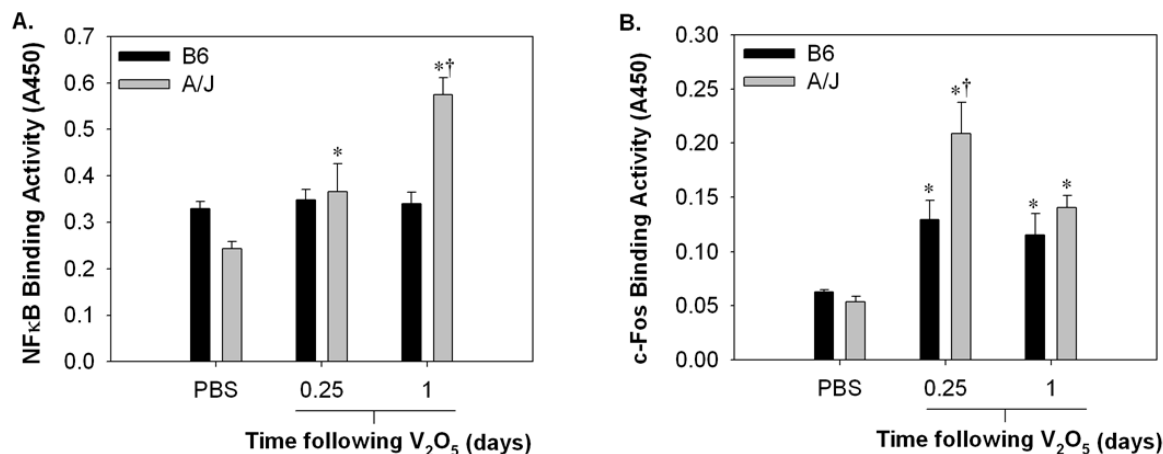 A.
NFκB Binding Activity (A450)
0.7
0.6
0.5
0.4
0.3
0.2
0.1
0.0
B6
A/J
*
*†
PBS
0.25
1
Time following V₂O₅ (days)
B.
c-Fos Binding Activity (A450)
0.30
0.25
0.20
0.15
0.10
0.05
0.00
B6
A/J
*
*†
*
*
PBS
0.25
1
Time following V₂O₅ (days)